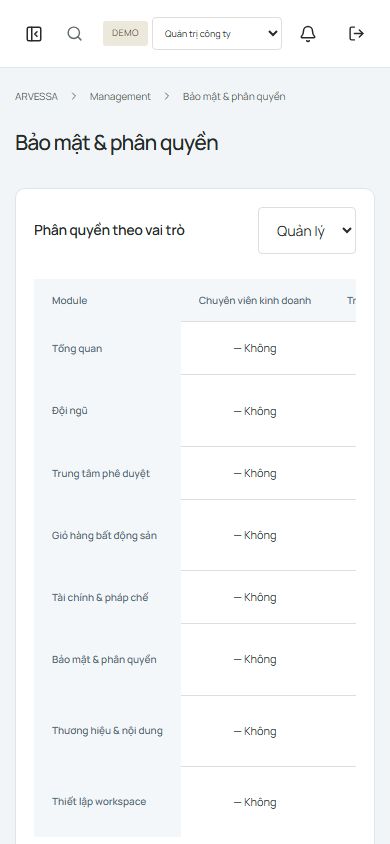 DEMO
Quản trị công ty
ARVESSA > Management > Bảo mật & phân quyền
Bảo mật & phân quyền
Phân quyền theo vai trò
Quản lý
Module Chuyên viên kinh doanh Tr
Tổng quan — Không
Đội ngũ — Không
Trung tâm phê duyệt — Không
Giỏ hàng bất động sản — Không
Tài chính & pháp chế — Không
Bảo mật & phân quyền — Không
Thương hiệu & nội dung — Không
Thiết lập workspace — Không